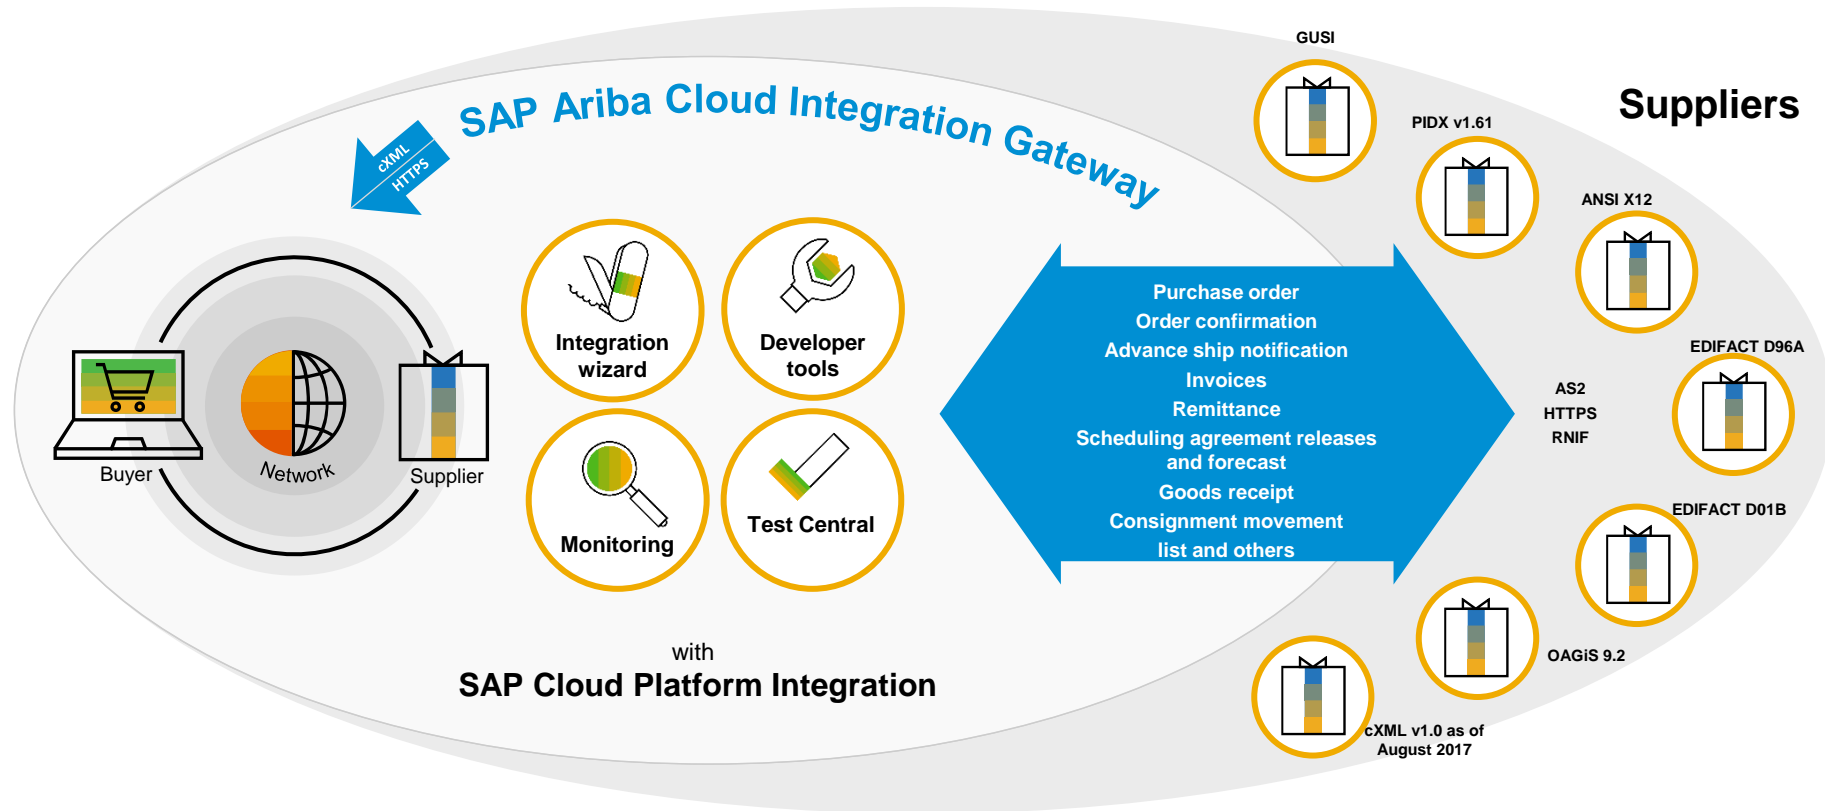 GUSI
Suppliers
SAP Ariba Cloud Integration Gateway
PIDX v1.61
cXML
HTTPS
ANSI X12
Integration
wizard
Developer
tools
Purchase order
Order confirmation
Advance ship notification
Invoices
Remittance
Scheduling agreement releases
and forecast
Goods receipt
Consignment movement
list and others
EDIFACT D96A
AS2
HTTPS
RNIF
Buyer
Network
Supplier
Monitoring
Test Central
EDIFACT D01B
with
SAP Cloud Platform Integration
OAGiS 9.2
cXML v1.0 as of
August 2017